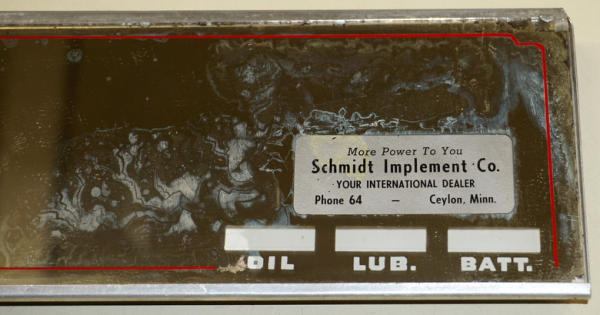 More Power To You
Schmidt Implement Co.
YOUR INTERNATIONAL DEALER
Phone 64 — Ceylon, Minn.
OIL LUB. BATT.